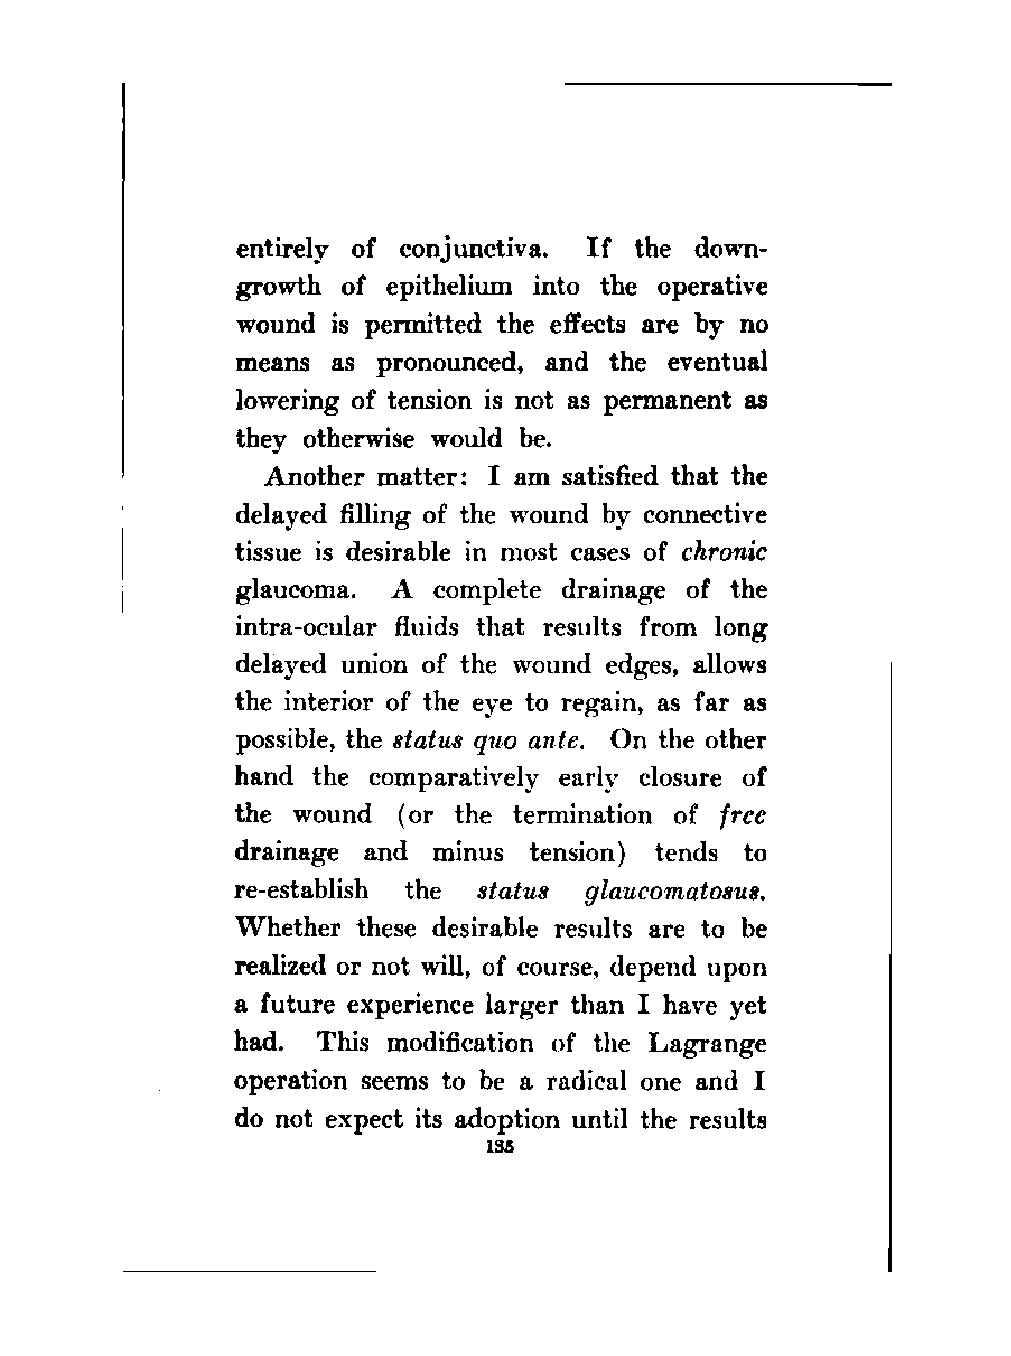 entirely of conjunctiva. If the down-
growth of epithelium into the operative
wound is permitted the effects are by no
means as pronounced, and the eventual
lowering of tension is not as permanent as
they otherwise would be.
Another matter: I am satisfied that the
delayed filling of the wound by connective
tissue is desirable in most cases of chronic
glaucoma. A complete drainage of the
intra-ocular fluids that results from long
delayed union of the wound edges, allows
the interior of the eye to regain, as far as
possible, the status quo ante. On the other
hand the comparatively early closure of
the wound (or the termination of free
drainage and minus tension) tends to
re-establish the status glaucomatosus.
Whether these desirable results are to be
realized or not will, of course, depend upon
a future experience larger than I have yet
had. This modification of the Lagrange
operation seems to be a radical one and I
do not expect its adoption until the results
135